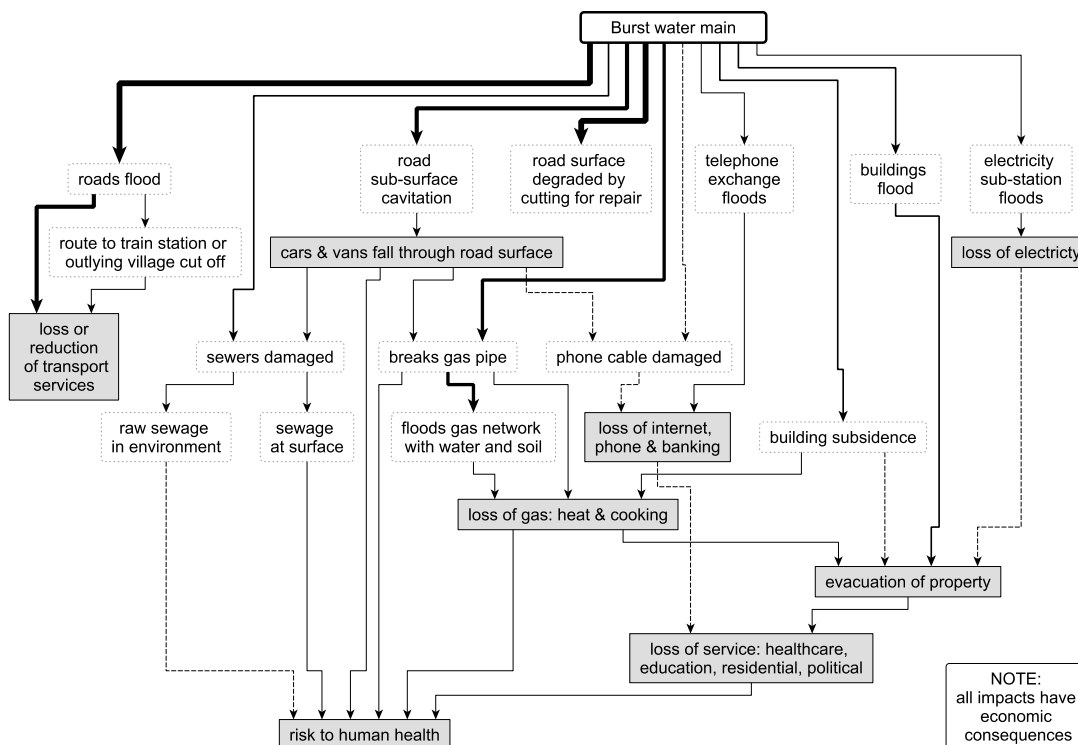 Burst water main
roads flood
road
sub-surface
cavitation
road surface
degraded by
cutting for repair
telephone
exchange
floods
buildings
flood
electricity
sub-station
floods
route to train station or
outlying village cut off
cars & vans fall through road surface
loss of electricty
loss or
reduction
of transport
services
sewers damaged
breaks gas pipe
phone cable damaged
raw sewage
in environment
sewage
at surface
floods gas network
with water and soil
loss of internet,
phone & banking
building subsidence
loss of gas: heat & cooking
evacuation of property
loss of service: healthcare,
education, residential, political
risk to human health
NOTE:
all impacts have
economic
consequences